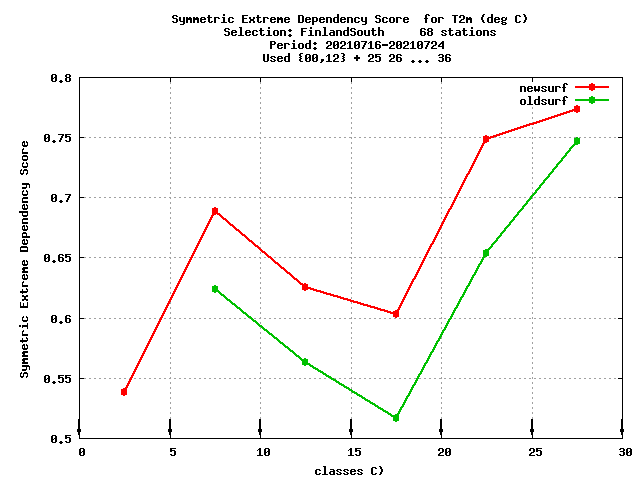 Symmetric Extreme Dependency Score  for T2m (deg C)
Selection: FinlandSouth     68 stations
Period: 20210716-20210724
Used {00,12} + 25 26 ... 36
newsurf
oldsurf
Symmetric Extreme Dependency Score
0.8
0.75
0.7
0.65
0.6
0.55
0.5
0 5 10 15 20 25 30
classes C)